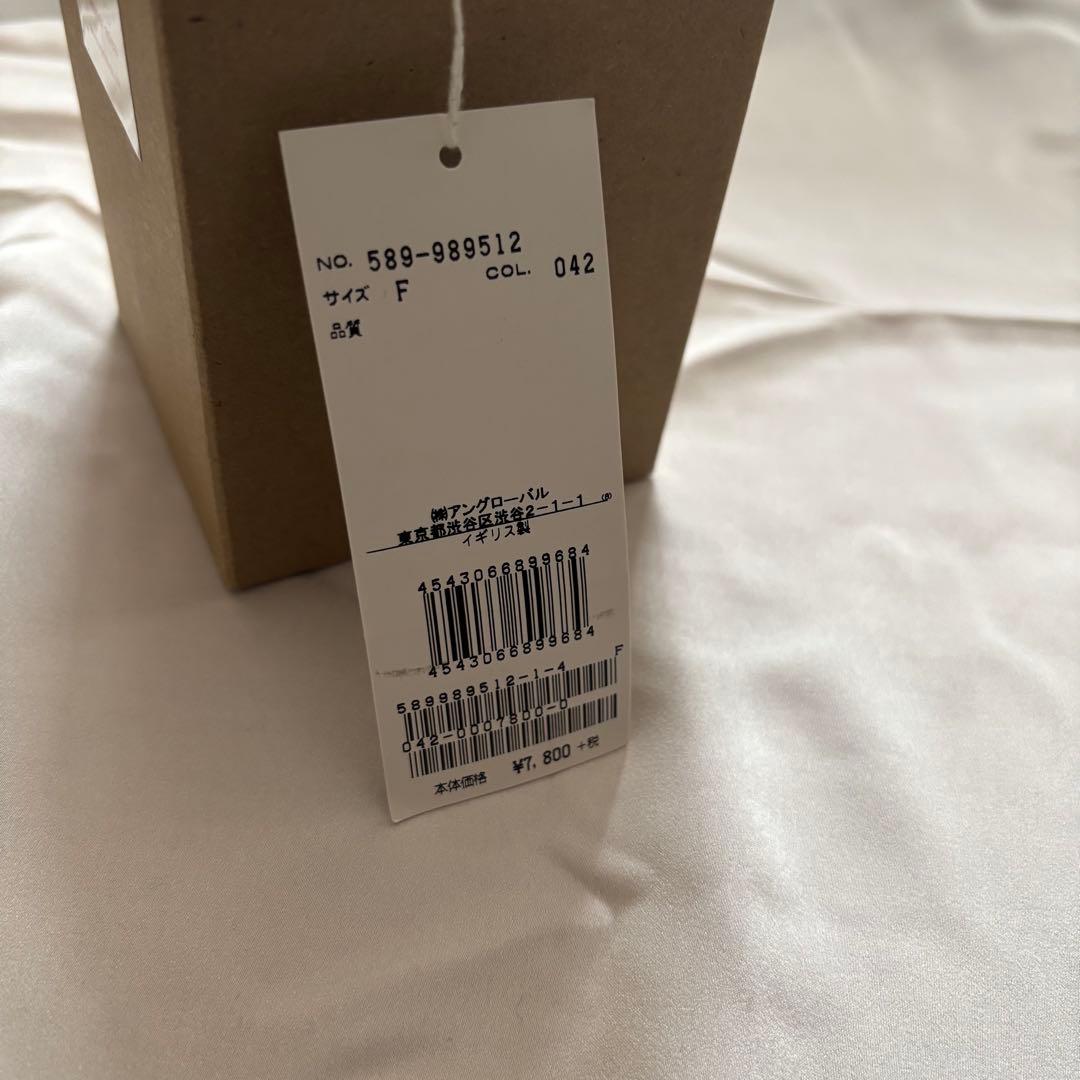 NO. 589-989512
COL. 042
サイズ F
品質
㈱アングローバル
東京都渋谷区渋谷2-1-1
イギリス製
4543066899684
4543066899684
F
589989512-1-4
042-0007800-0
本体価格 ¥7,800 +税